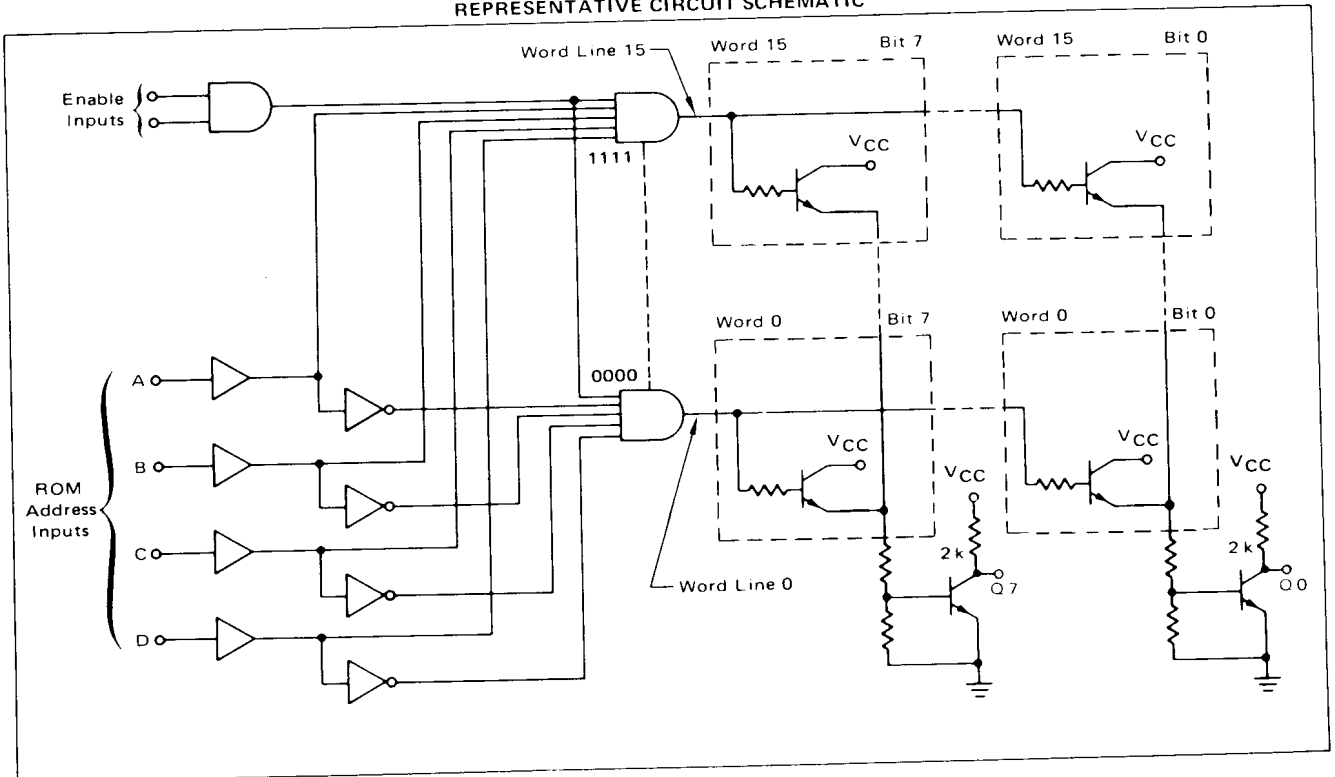 REPRESENTATIVE CIRCUIT SCHEMATIC
Word Line 15
Word 15
Bit 7
Word 15
Bit 0
Enable
Inputs
1111
VCC
VCC
Word 0
Bit 7
Word 0
Bit 0
0000
A
B
C
D
ROM
Address
Inputs
VCC
VCC
VCC
VCC
2 k
Q7
2 k
Q0
Word Line 0